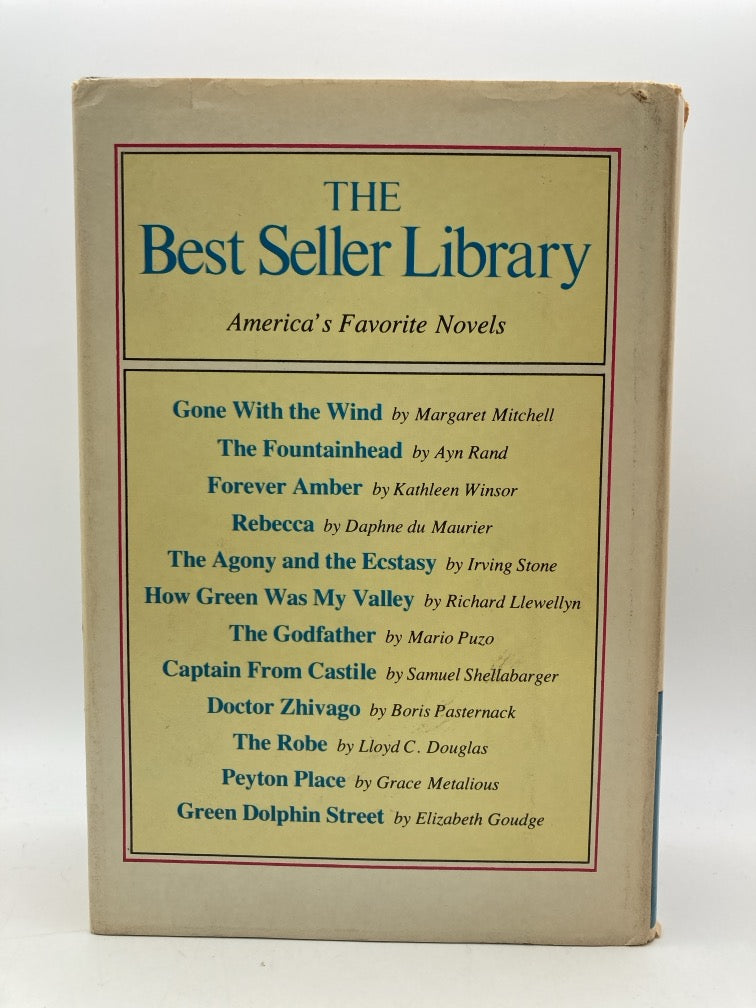 THE
Best Seller Library
America's Favorite Novels
Gone With the Wind by Margaret Mitchell
The Fountainhead by Ayn Rand
Forever Amber by Kathleen Winsor
Rebecca by Daphne du Maurier
The Agony and the Ecstasy by Irving Stone
How Green Was My Valley by Richard Llewellyn
The Godfather by Mario Puzo
Captain From Castile by Samuel Shellabarger
Doctor Zhivago by Boris Pasternack
The Robe by Lloyd C. Douglas
Peyton Place by Grace Metalious
Green Dolphin Street by Elizabeth Goudge